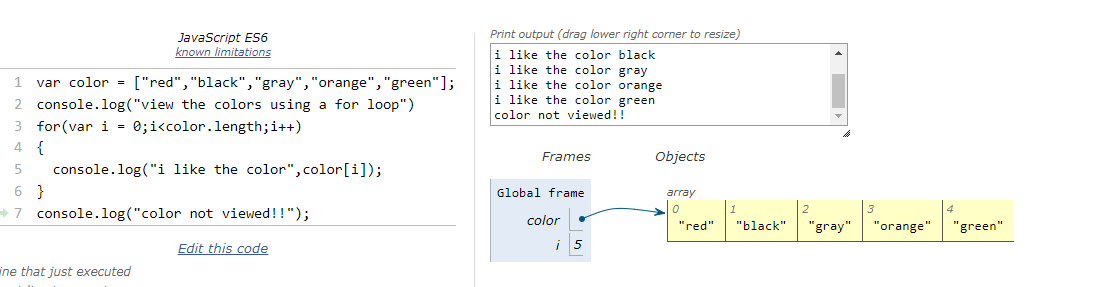 JavaScript ES6
known limitations
1 var color = ["red","black","gray","orange","green"];
2 console.log("view the colors using a for loop")
3 for(var i = 0;i<color.length;i++)
4 {
5 console.log("i like the color",color[i]);
6 }
7 console.log("color not viewed!!");
Edit this code
ine that just executed
Print output (drag lower right corner to resize)
i like the color black
i like the color gray
i like the color orange
i like the color green
color not viewed!!
Frames Objects
Global frame
color
i 5
array
0 1 2 3 4
"red" "black" "gray" "orange" "green"